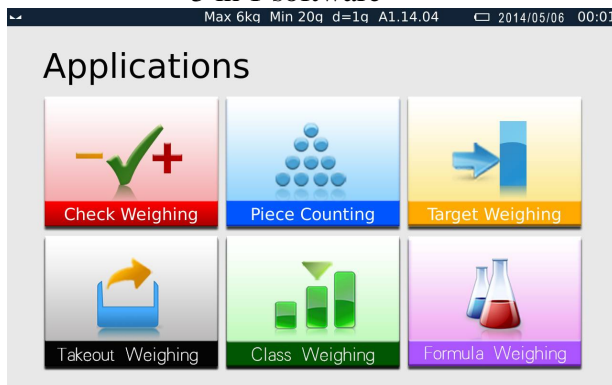 Max 6kg Min 20g d=1g A1.14.04 2014/05/06 00:01
Applications
Check Weighing Piece Counting Target Weighing
Takeout Weighing Class Weighing Formula Weighing